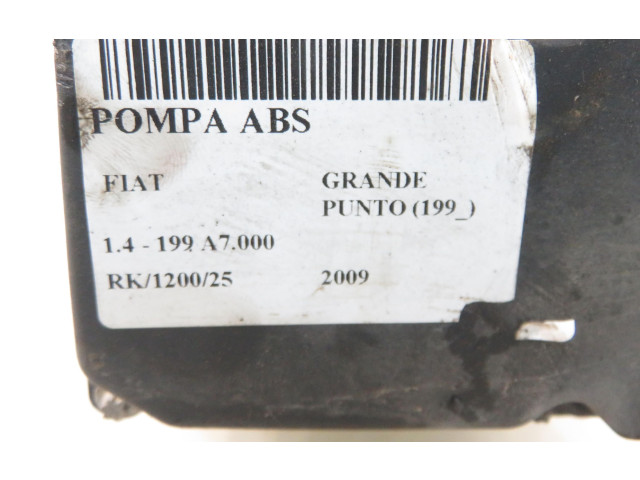 POMPA ABS
FIAT GRANDE
PUNTO (199_)
1.4 - 199 A7.000
RK/1200/25 2009